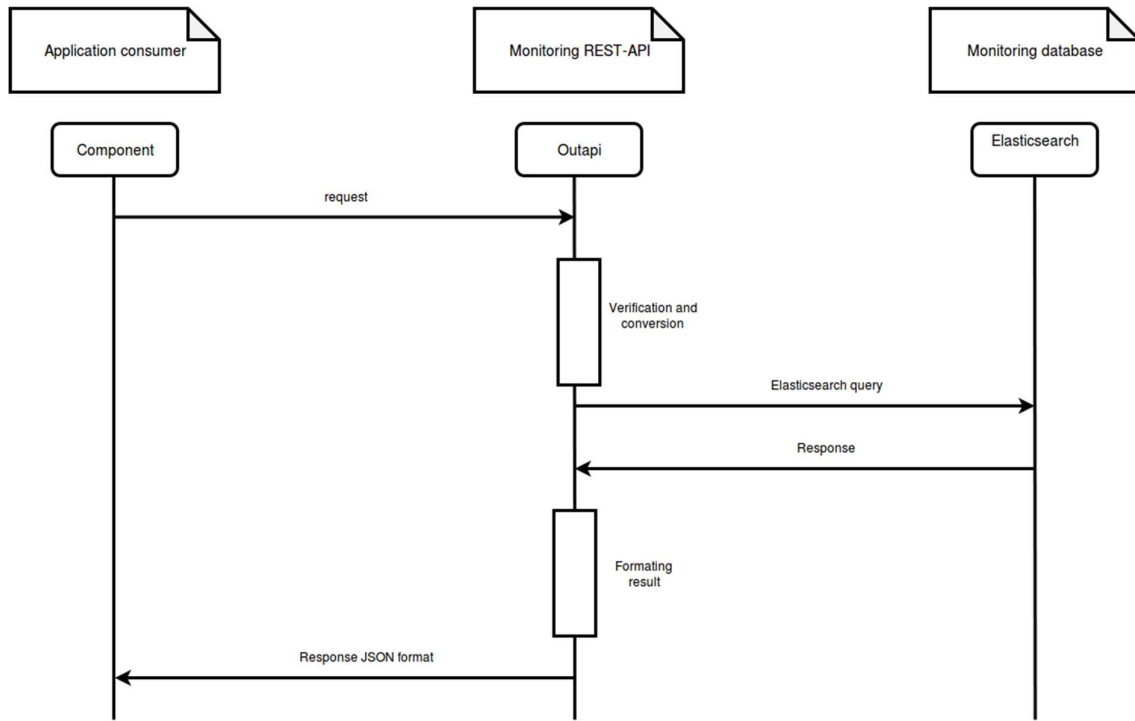 Application consumer
Monitoring REST-API
Monitoring database
Component
Outapi
Elasticsearch
request
Verification and
conversion
Elasticsearch query
Response
Formating
result
Response JSON format